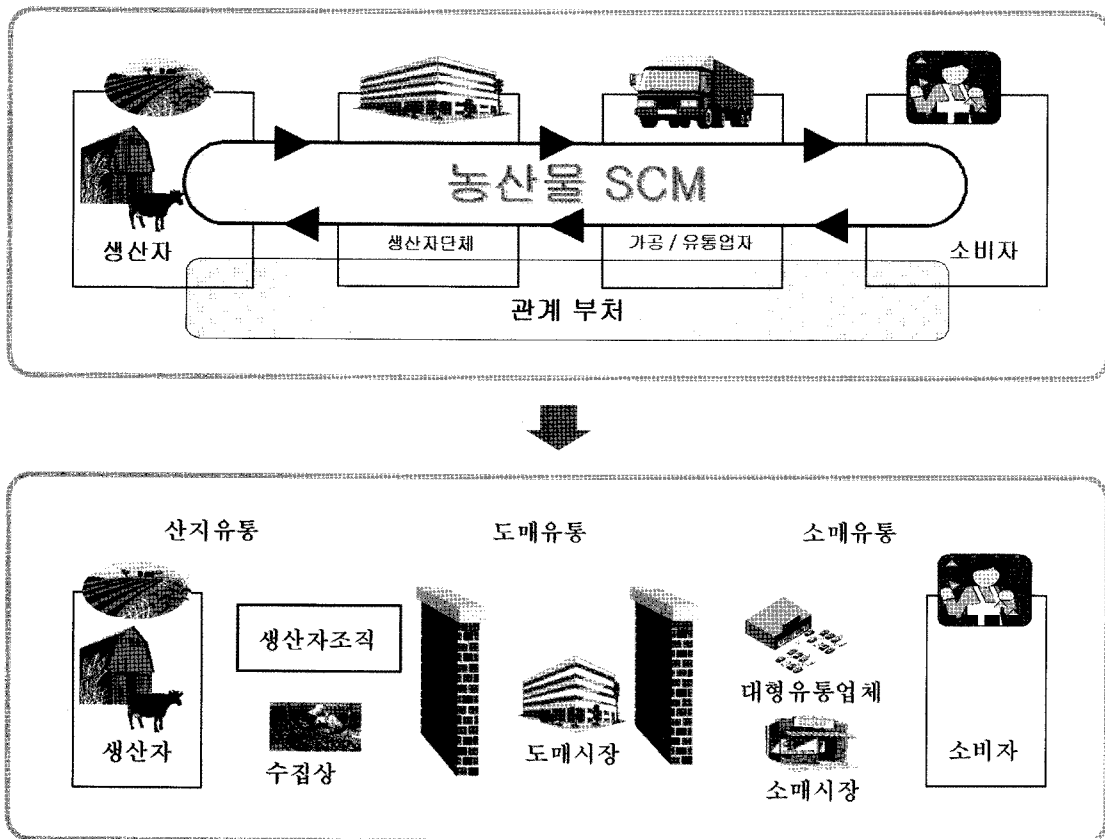 농산물 SCM
생산자
생산자단체
가공 / 유통업자
소비자
관계 부처
산지유통
도매유통
소매유통
생산자조직
대형유통업체
생산자
수집상
도매시장
소매시장
소비자